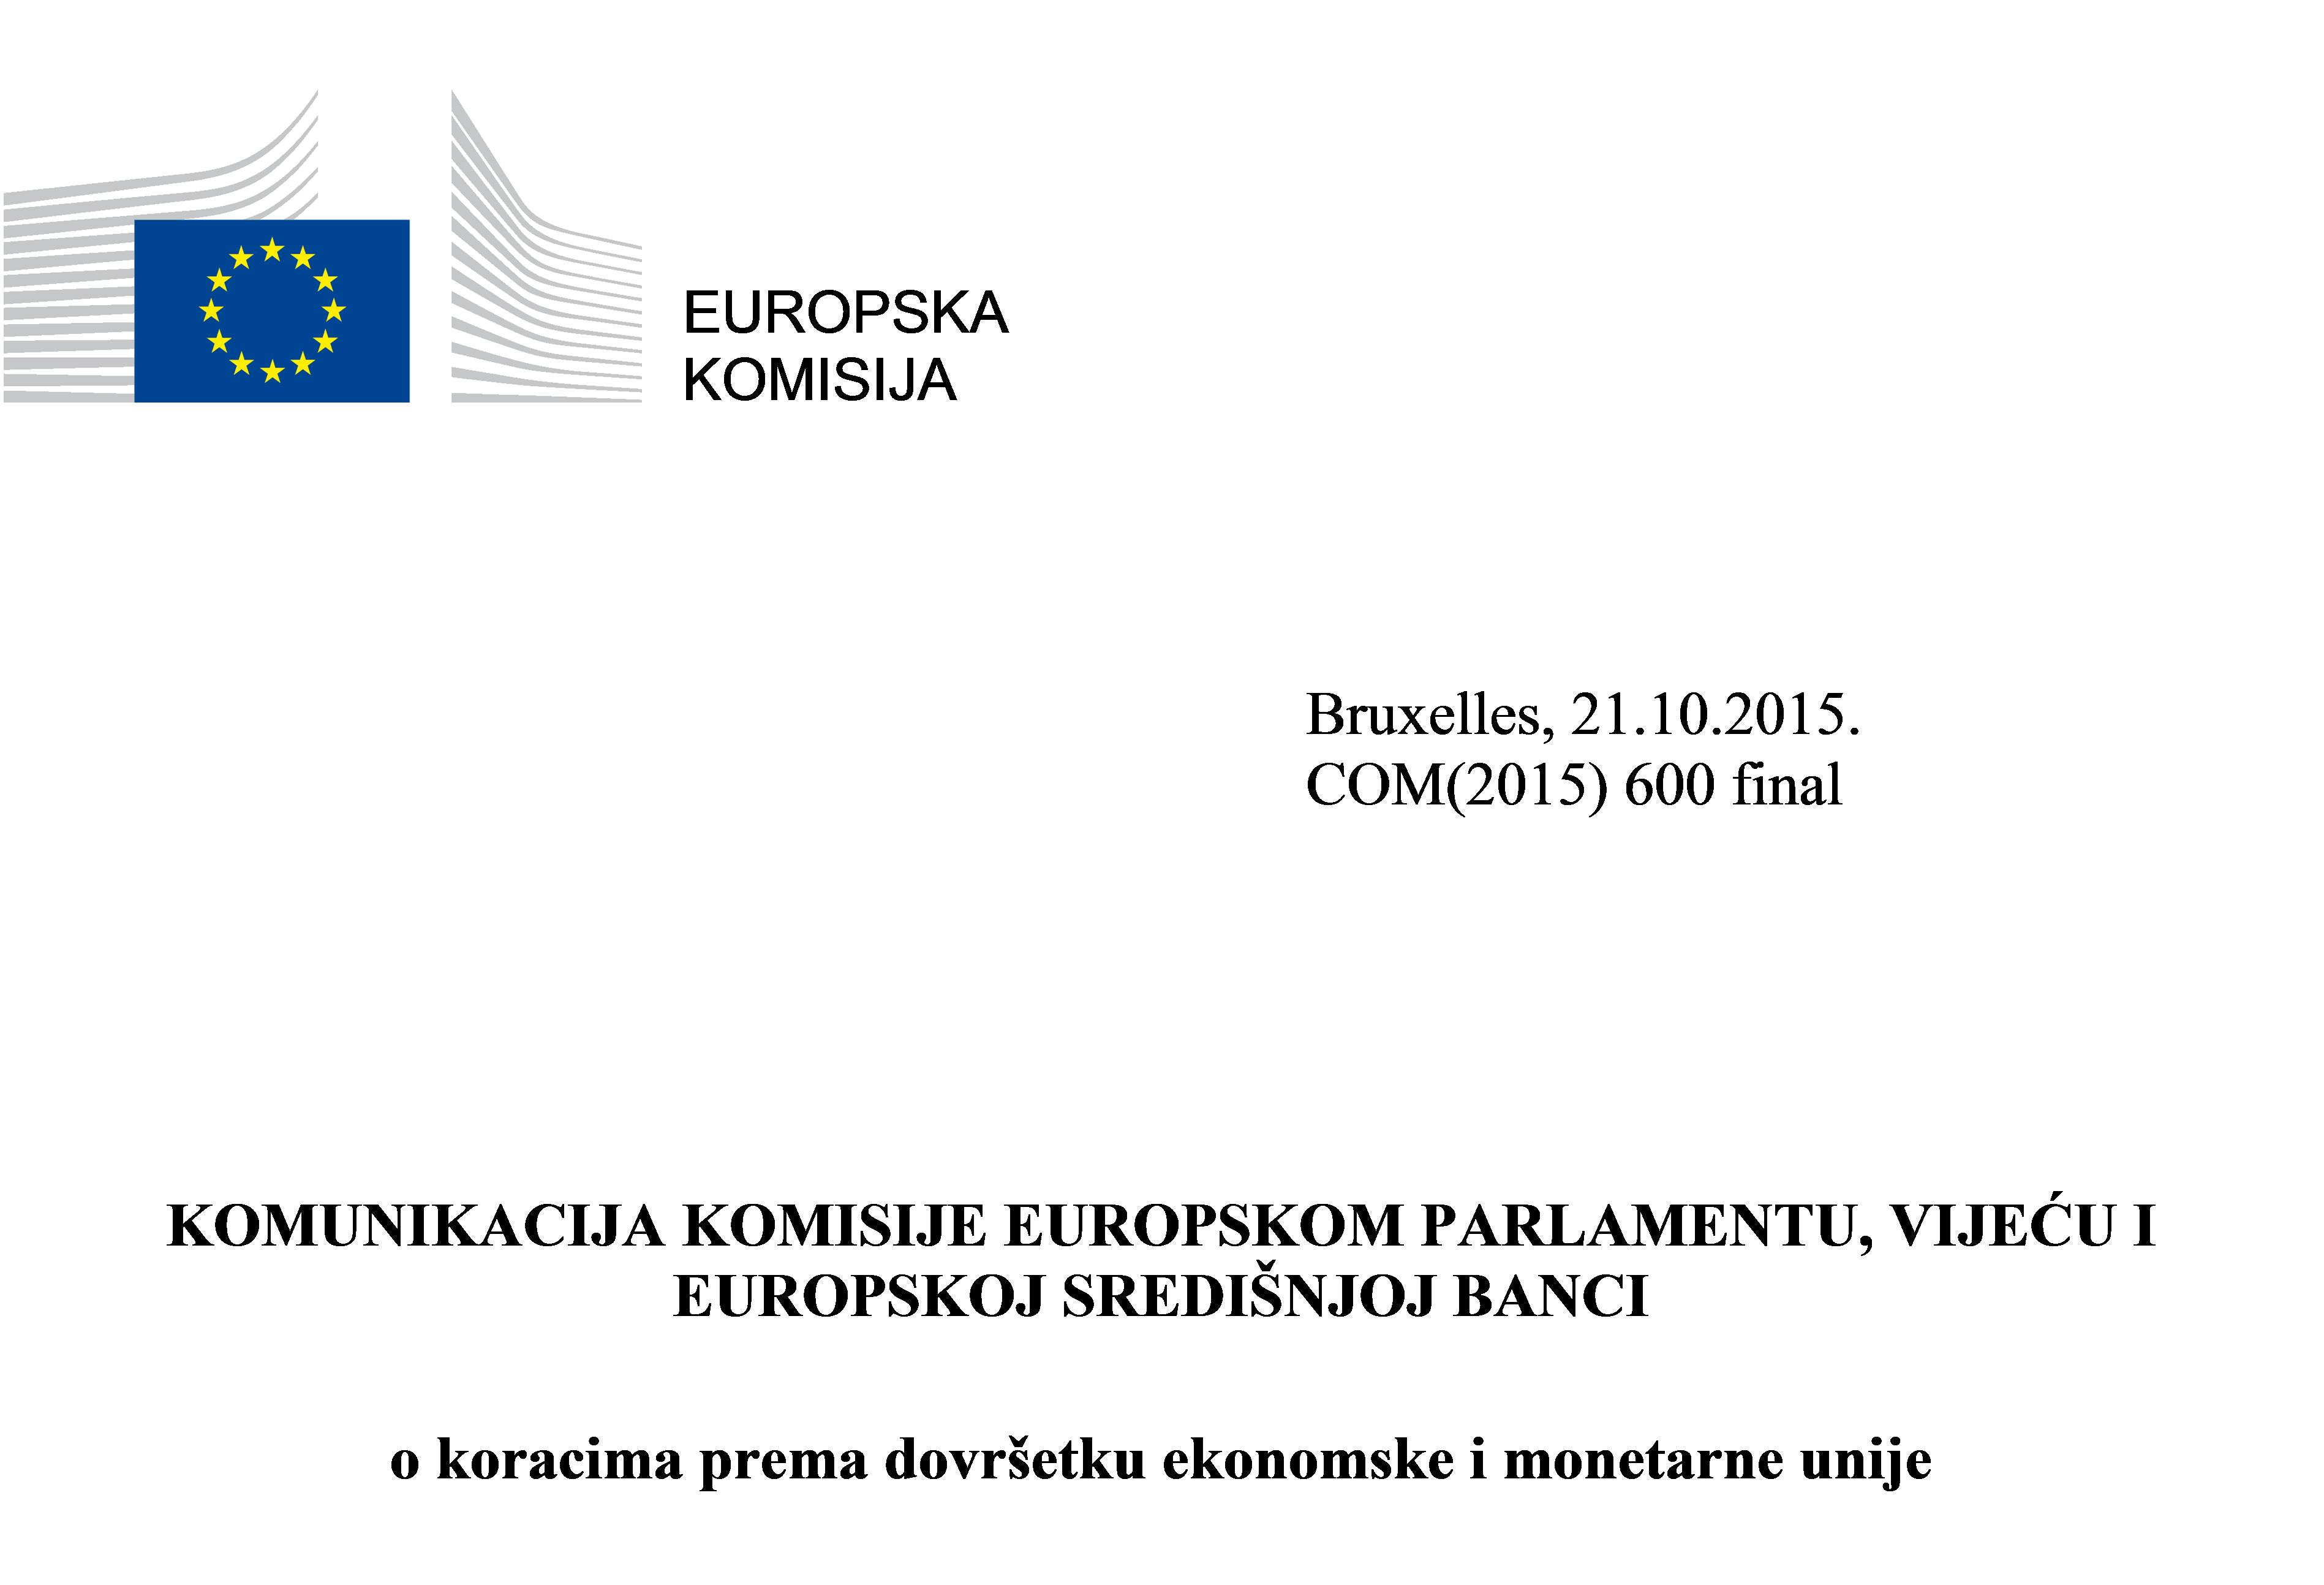 EUROPSKA
KOMISIJA
Bruxelles, 21.10.2015.
COM(2015) 600 final
KOMUNIKACIJA KOMISIJE EUROPSKOM PARLAMENTU, VIJEĆU I
EUROPSKOJ SREDIŠNJOJ BANCI
o koracima prema dovršetku ekonomske i monetarne unije